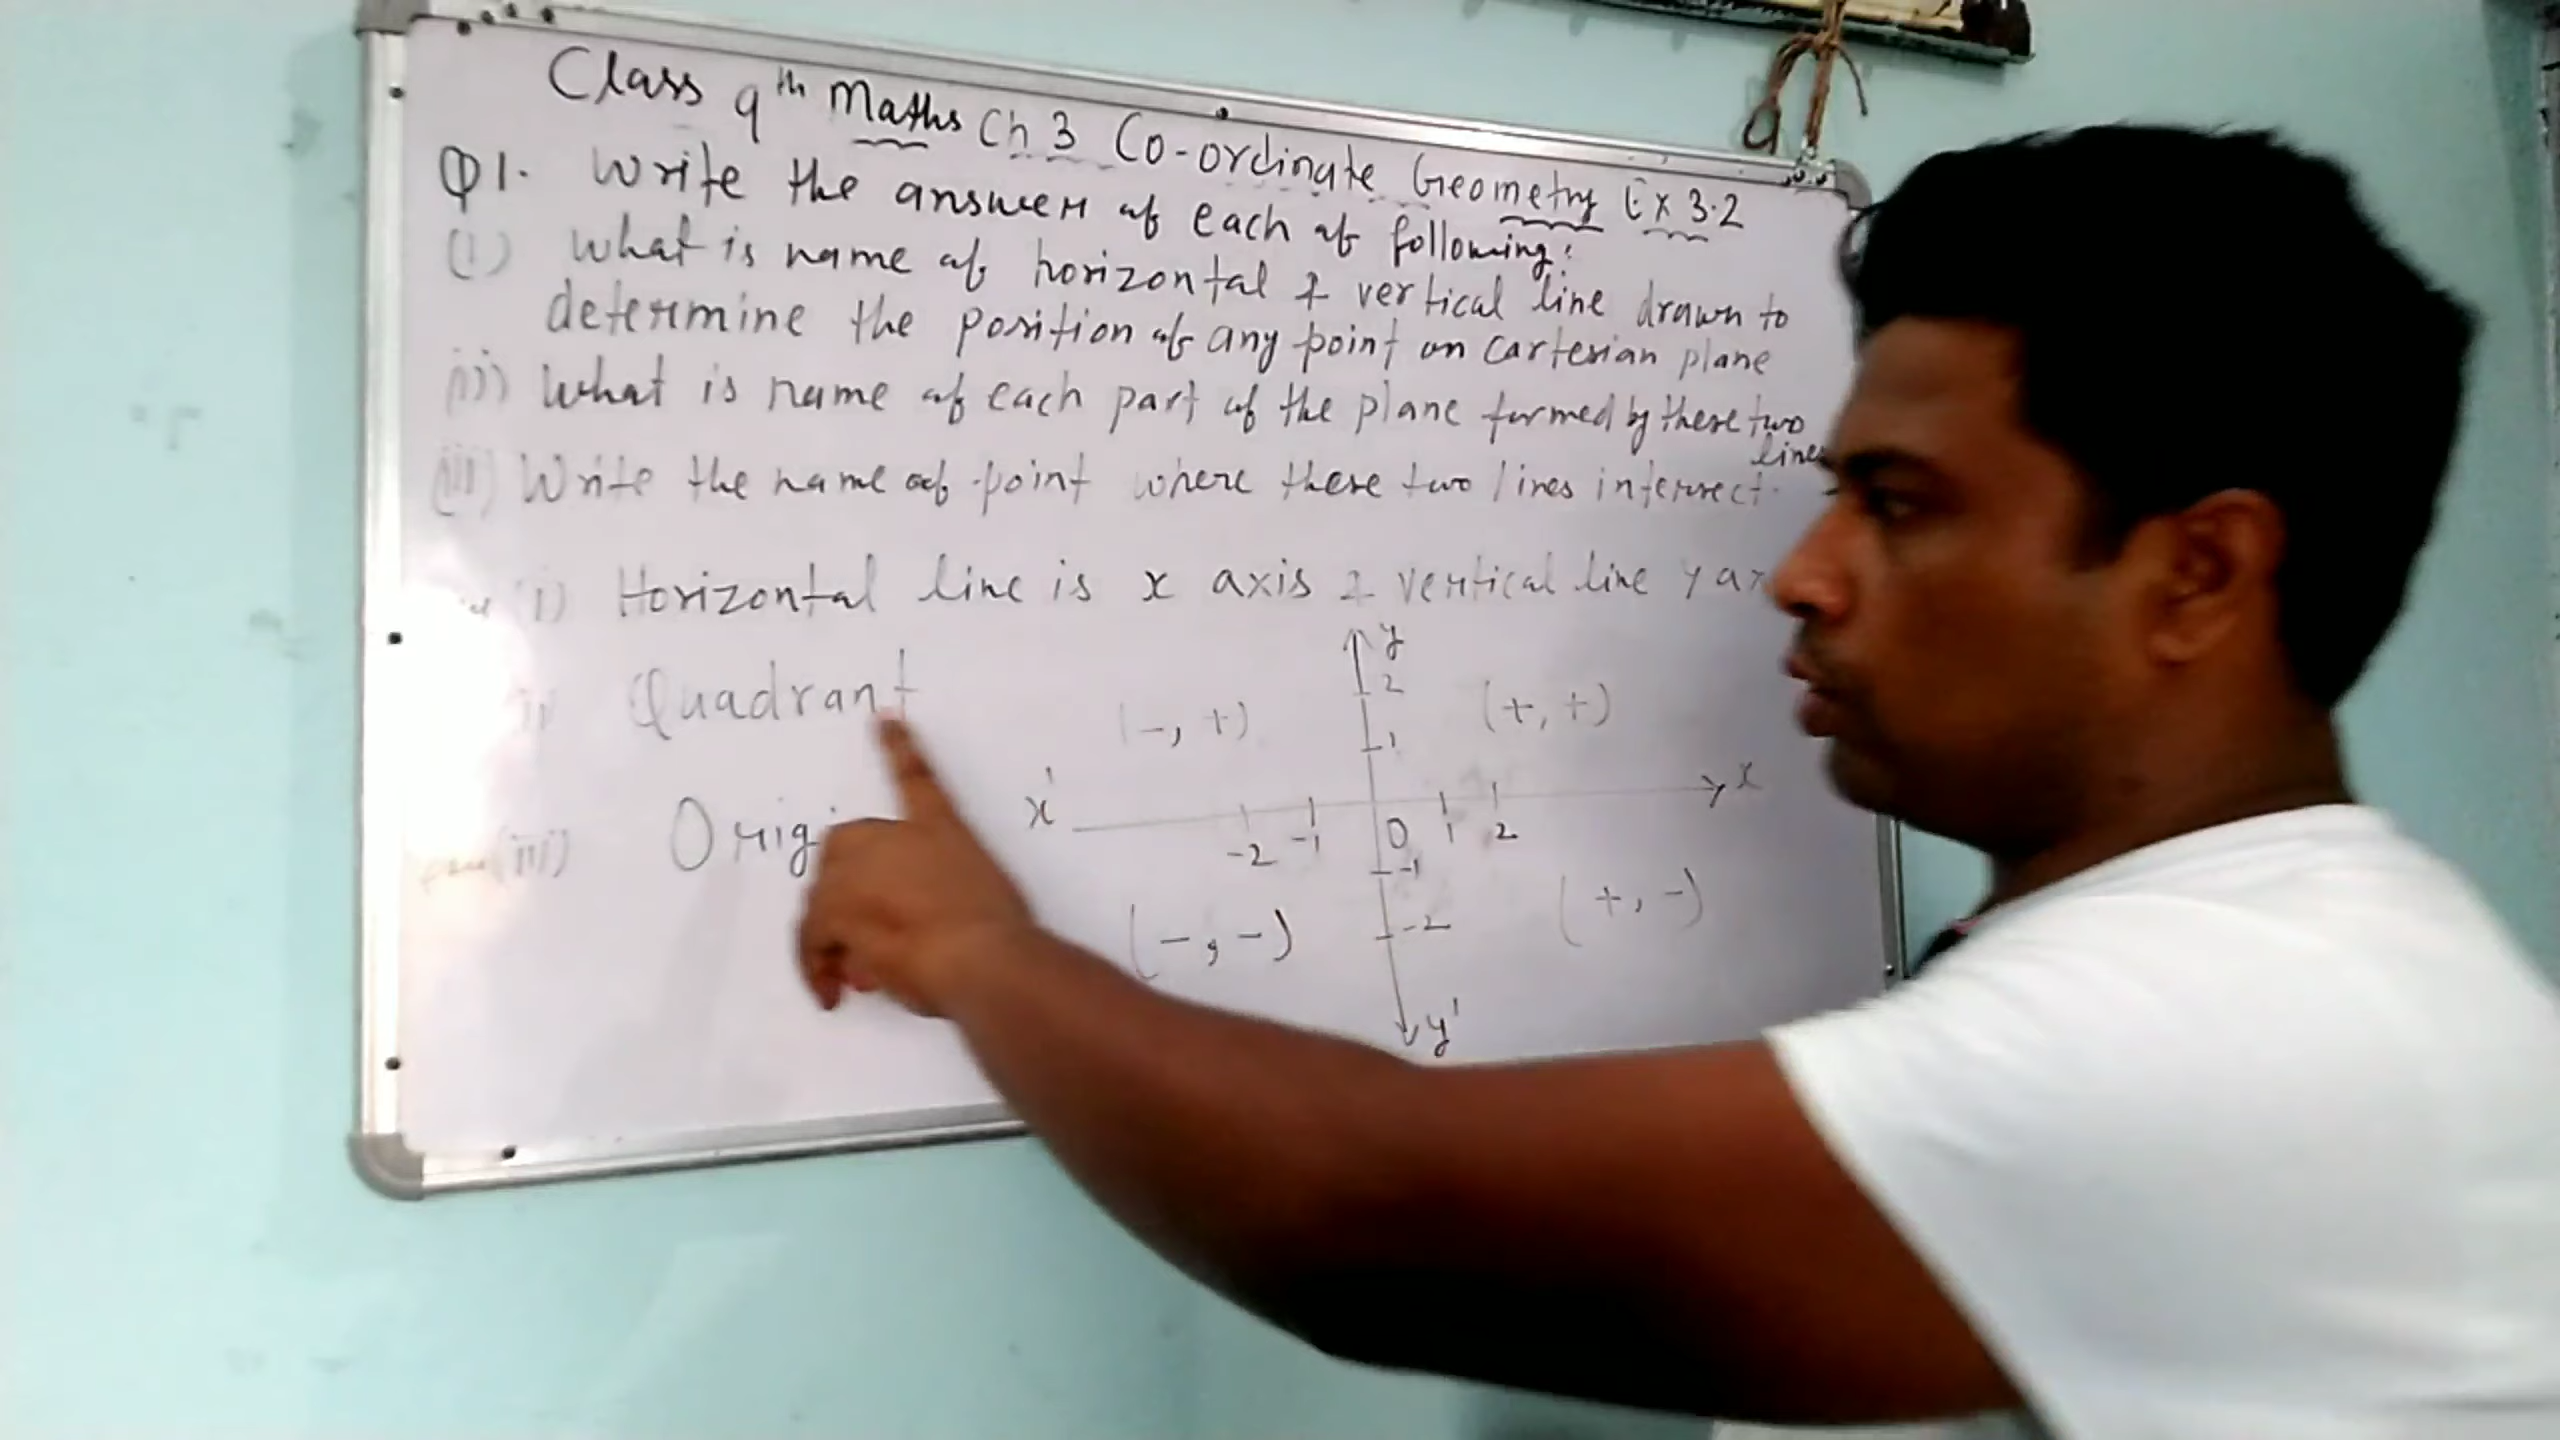 Class 9th Maths Ch 3 Co-ordinate Geometry Ex 3.2
Q1. Write the answer of each of following:
(i) What is name of horizontal & vertical line drawn to
determine the position of any point on cartesian plane
(ii) What is name of each part of the plane formed by these two
lines
(iii) Write the name of point where these two lines intersect.
(i) Horizontal line is x axis & vertical line y
ii Quadrant
(iii)
y
2
(-, +) (+, +)
1
x' x
-2 -1 0 1 2
-1
(-, -) -2 (+, -)
y'